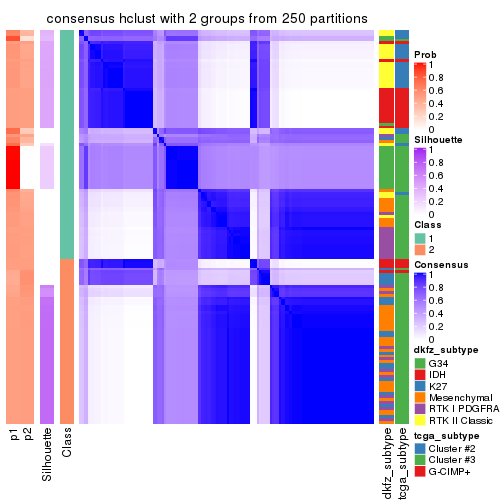 consensus hclust with 2 groups from 250 partitions
Prob
1
0.8
0.6
0.4
0.2
0
Silhouette
1
0.8
0.6
0.4
0.2
0
Class
1
2
Consensus
1
0.8
0.6
0.4
0.2
0
dkfz_subtype
G34
IDH
K27
Mesenchymal
RTK I PDGFRA
RTK II Classic
tcga_subtype
Cluster #2
Cluster #3
G-CIMP+
p1
p2
Silhouette
Class
dkfz_subtype
tcga_subtype